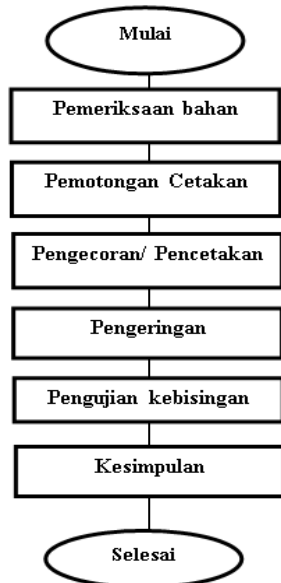 Mulai
Pemeriksaan bahan
Pemotongan Cetakan
Pengecoran/ Pencetakan
Pengeringan
Pengujian kebisingan
Kesimpulan
Selesai